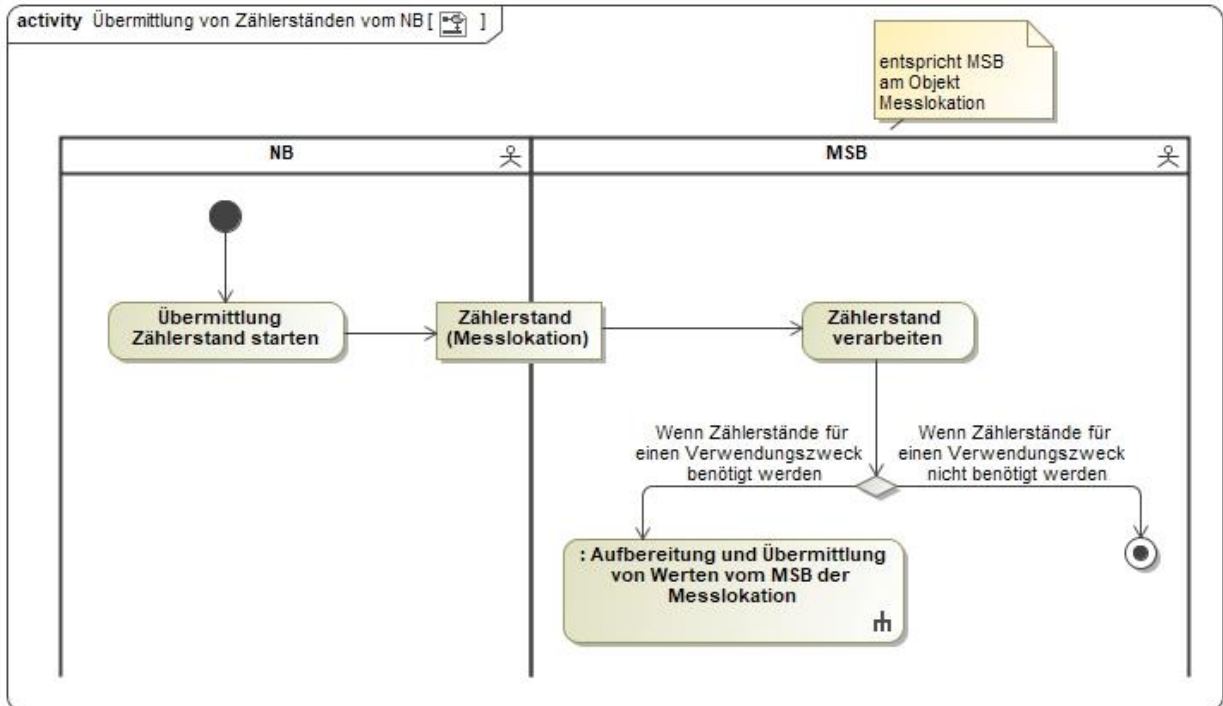 activity Übermittlung von Zählerständen vom NB [ ]
entspricht MSB
am Objekt
Messlokation
NB
MSB
Übermittlung
Zählerstand starten
Zählerstand
(Messlokation)
Zählerstand
verarbeiten
Wenn Zählerstände für
einen Verwendungszweck
benötigt werden
Wenn Zählerstände für
einen Verwendungszweck
nicht benötigt werden
: Aufbereitung und Übermittlung
von Werten vom MSB der
Messlokation